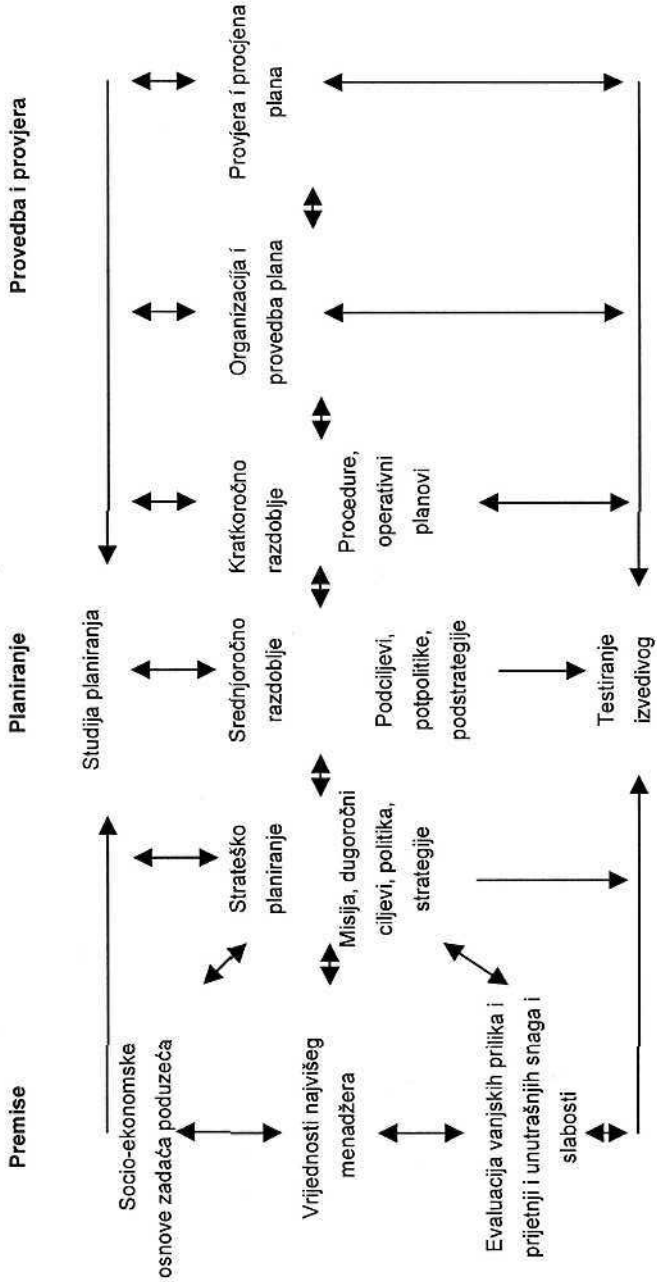 Premise
Planiranje
Provedba i provjera
Socio-ekonomske
osnove zadaća poduzeća
Vrijednosti najvišeg
menadžera
Evaluacija vanjskih prilika i
prijetnji i unutrašnjih snaga i
slabosti
Studija planiranja
Strateško
planiranje
Misija, dugoročni
ciljevi, politika,
strategije
Srednjoročno
razdoblje
Podciljevi,
potpolitike,
podstrategije
Kratkoročno
razdoblje
Procedure,
operativni
planovi
Testiranje
izvedivog
Organizacija i
provedba plana
Provjera i procjena
plana